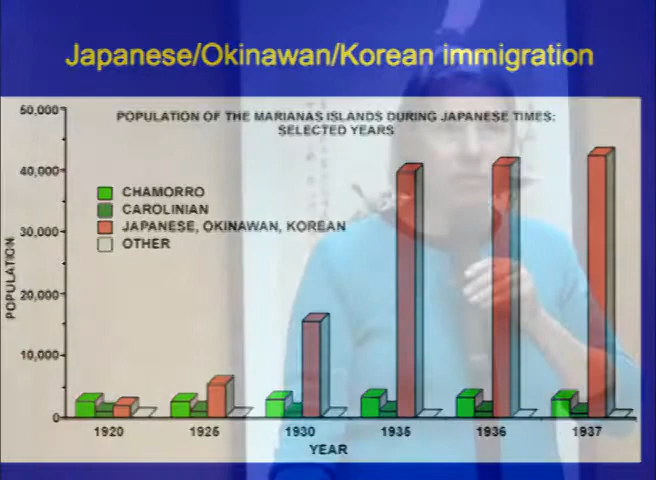 Japanese/Okinawan/Korean immigration
POPULATION OF THE MARIANAS ISLANDS DURING JAPANESE TIMES:
SELECTED YEARS
50,000
40,000
30,000
20,000
10,000
0
POPULATION
CHAMORRO
CAROLINIAN
JAPANESE, OKINAWAN, KOREAN
OTHER
1920 1925 1930 1935 1936 1937
YEAR